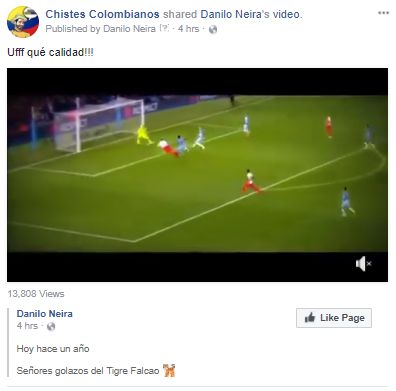 Chistes Colombianos shared Danilo Neira's video.
Published by Danilo Neira [?] · 4 hrs ·
Ufff qué calidad!!!
13,808 Views
Danilo Neira
4 hrs ·
Like Page
Hoy hace un año
Señores golazos del Tigre Falcao